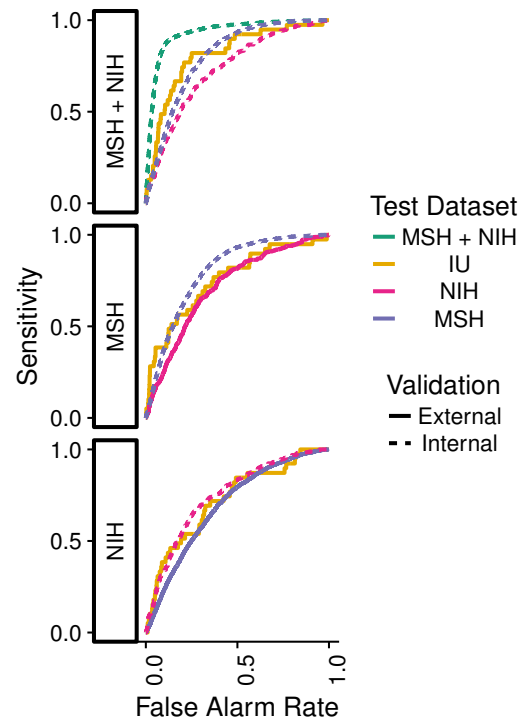 MSH + NIH
1.0
0.5
0.0
MSH
1.0
0.5
0.0
NIH
1.0
0.5
0.0
Sensitivity
0.0
0.5
1.0
False Alarm Rate
Test Dataset
MSH + NIH
IU
NIH
MSH
Validation
External
Internal